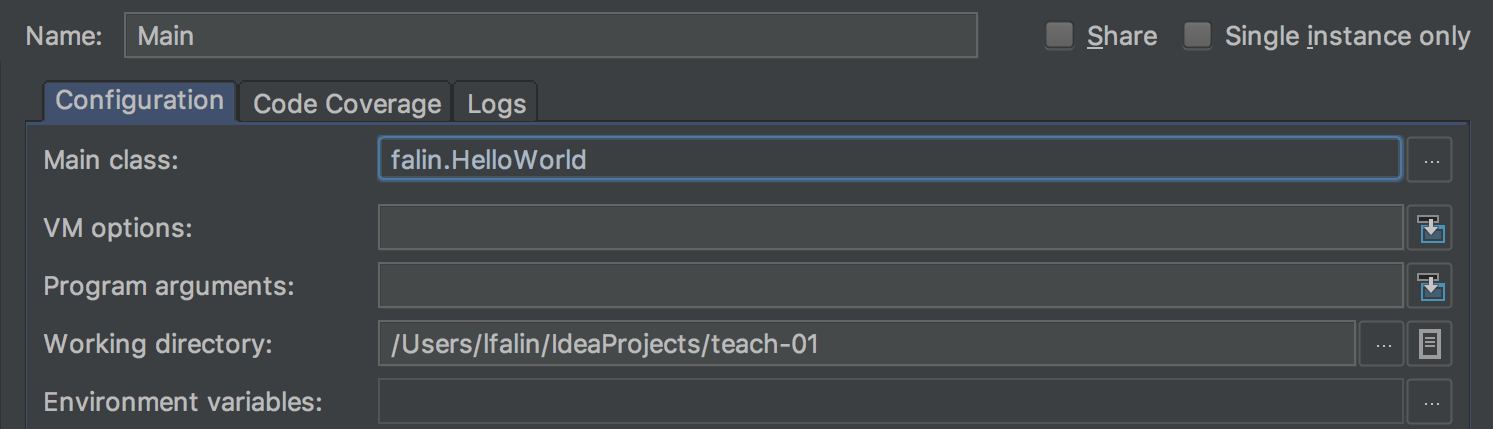 Name: Main Share Single instance only
Configuration Code Coverage Logs
Main class: falin.HelloWorld ...
VM options:
Program arguments:
Working directory: /Users/lfalin/IdeaProjects/teach-01 ...
Environment variables: ...